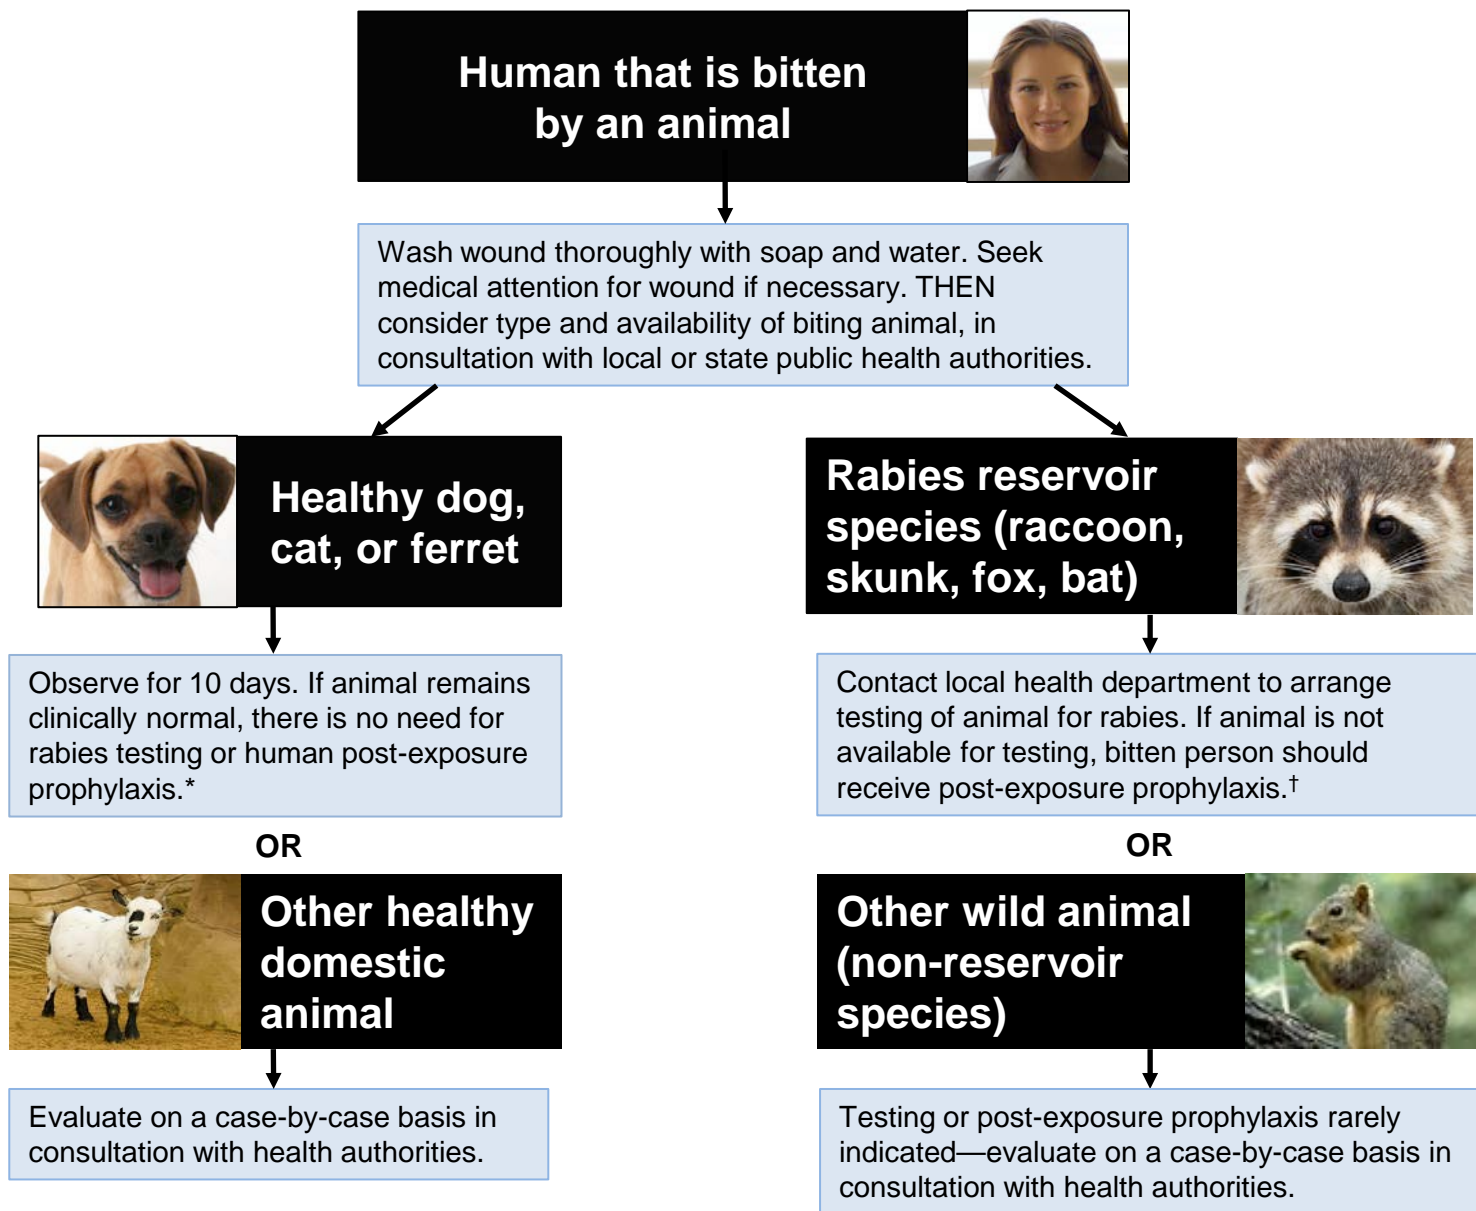 Human that is bitten
by an animal
Wash wound thoroughly with soap and water. Seek
medical attention for wound if necessary. THEN
consider type and availability of biting animal, in
consultation with local or state public health authorities.
Healthy dog,
cat, or ferret
Observe for 10 days. If animal remains
clinically normal, there is no need for
rabies testing or human post-exposure
prophylaxis.*
OR
Other healthy
domestic
animal
Evaluate on a case-by-case basis in
consultation with health authorities.
Rabies reservoir
species (raccoon,
skunk, fox, bat)
Contact local health department to arrange
testing of animal for rabies. If animal is not
available for testing, bitten person should
receive post-exposure prophylaxis.†
OR
Other wild animal
(non-reservoir
species)
Testing or post-exposure prophylaxis rarely
indicated—evaluate on a case-by-case basis in
consultation with health authorities.